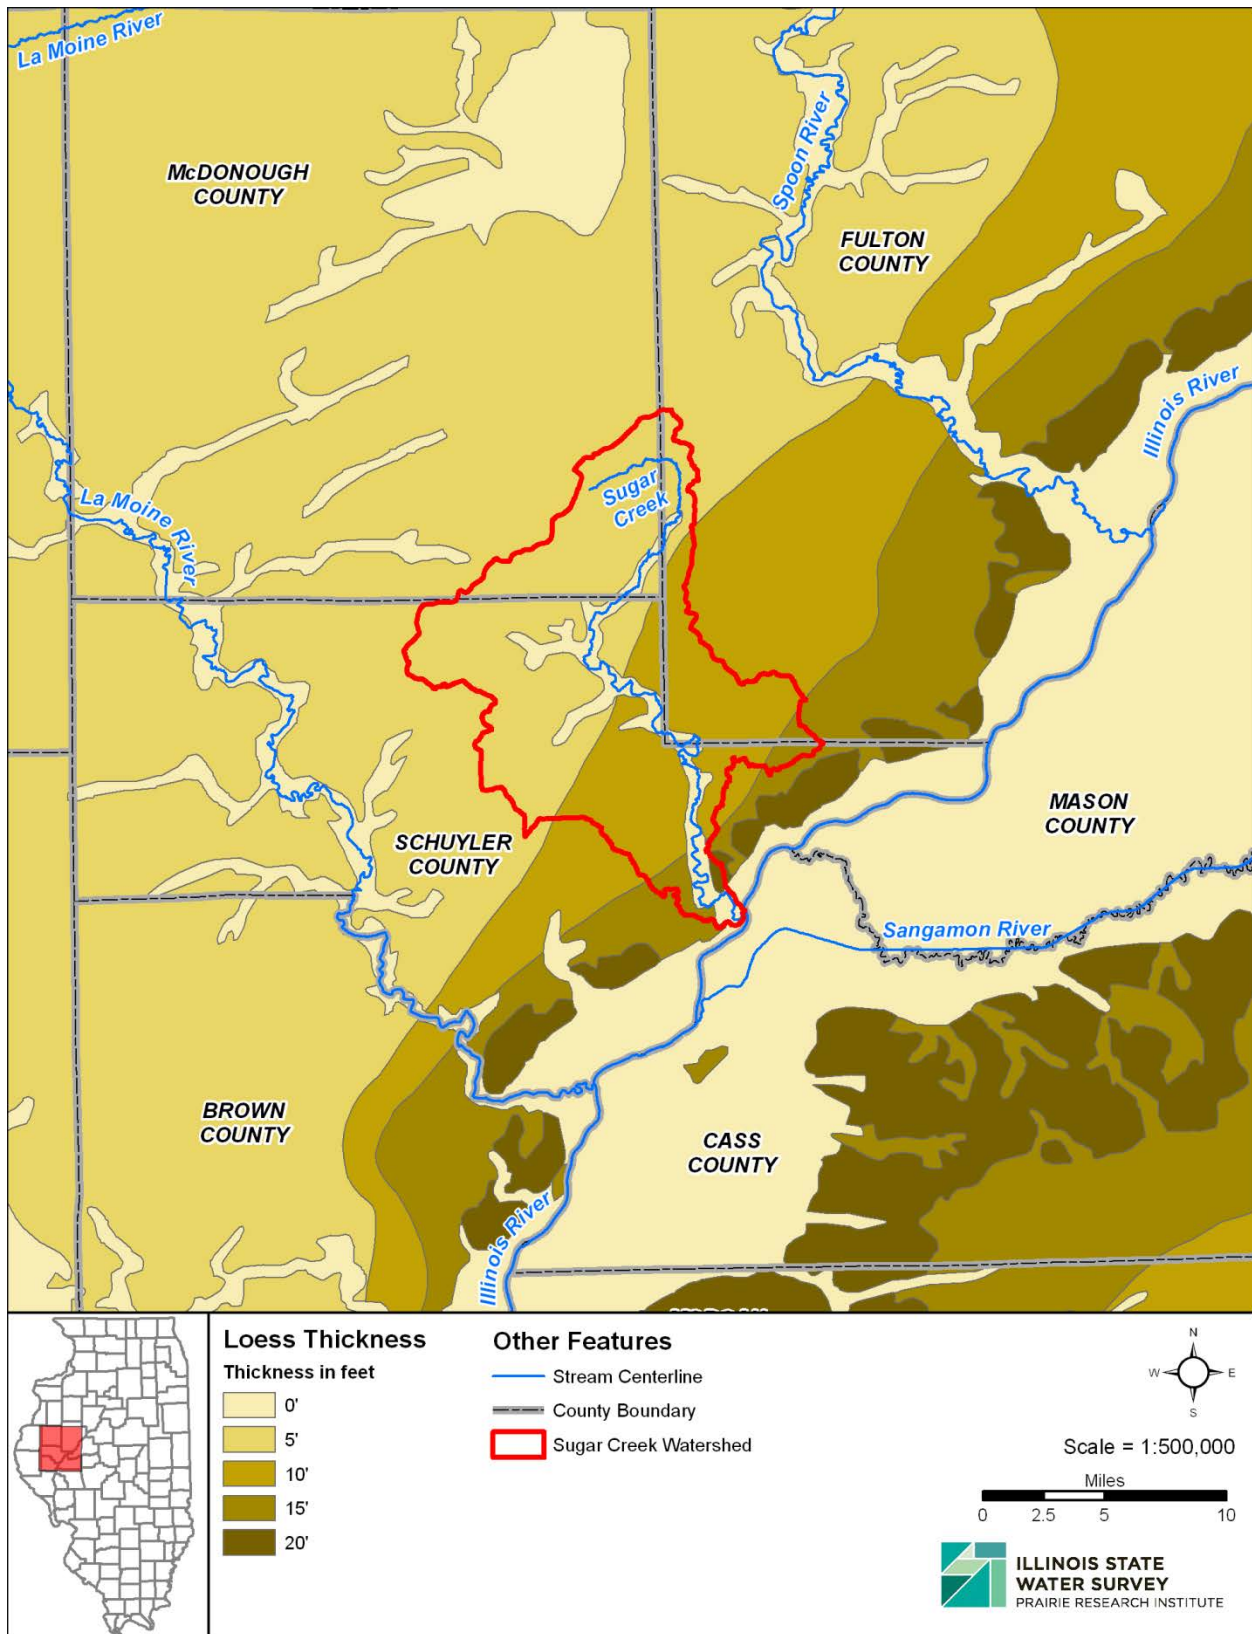 La Moine River
McDONOUGH
COUNTY
Spoon River
FULTON
COUNTY
Illinois River
Sugar
Creek
La Moine River
SCHUYLER
COUNTY
MASON
COUNTY
Sangamon River
BROWN
COUNTY
CASS
COUNTY
Illinois River
Loess Thickness
Thickness in feet
0'
5'
10'
15'
20'
Other Features
Stream Centerline
County Boundary
Sugar Creek Watershed
N
W
E
S
Scale = 1:500,000
Miles
0 2.5 5 10
ILLINOIS STATE
WATER SURVEY
PRAIRIE RESEARCH INSTITUTE